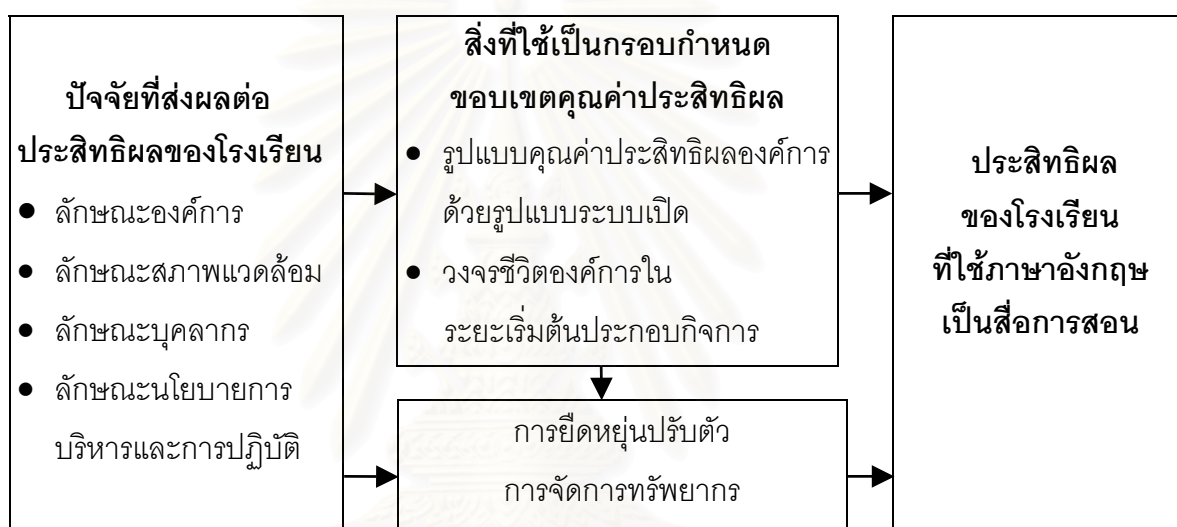 ปัจจัยที่ส่งผลต่อ
ประสิทธิผลของโรงเรียน
● ลักษณะองค์การ
● ลักษณะสภาพแวดล้อม
● ลักษณะบุคลากร
● ลักษณะนโยบายการ
บริหารและการปฏิบัติ
สิ่งที่ใช้เป็นกรอบกำหนด
ขอบเขตคุณค่าประสิทธิผล
● รูปแบบคุณค่าประสิทธิผลองค์การ
ด้วยรูปแบบระบบเปิด
● วงจรชีวิตองค์การใน
ระยะเริ่มต้นประกอบกิจการ
การยืดหยุ่นปรับตัว
การจัดการทรัพยากร
ประสิทธิผล
ของโรงเรียน
ที่ใช้ภาษาอังกฤษ
เป็นสื่อการสอน